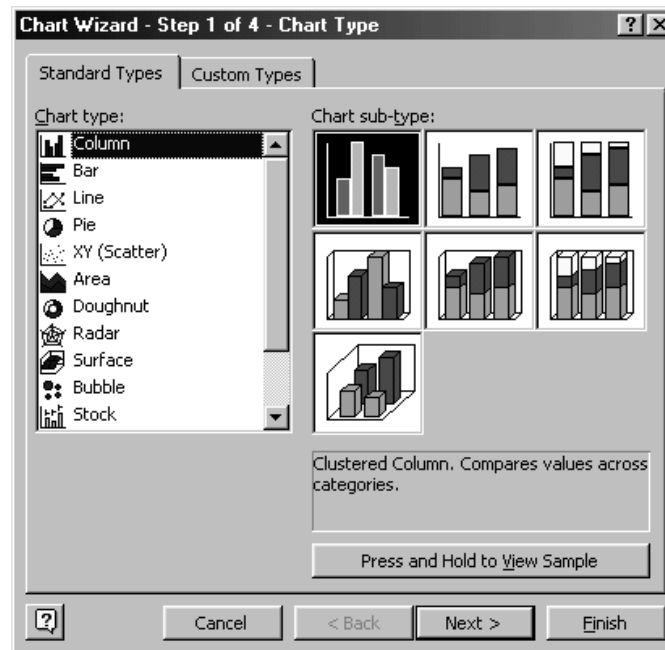 Chart Wizard - Step 1 of 4 - Chart Type
Standard Types
Custom Types
Chart type:
Column
Bar
Line
Pie
XY (Scatter)
Area
Doughnut
Radar
Surface
Bubble
Stock
Chart sub-type:
Clustered Column. Compares values across
categories.
Press and Hold to View Sample
Cancel
< Back
Next >
Finish